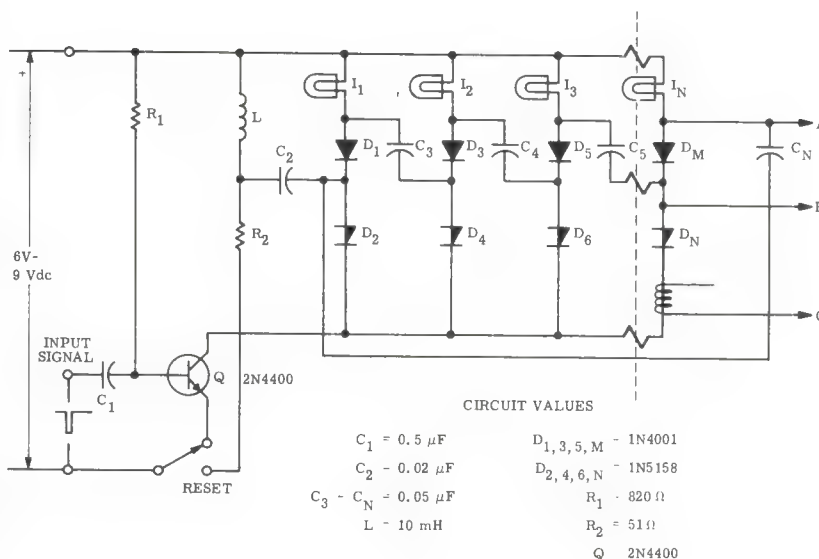 I1
I2
I3
IN
A
+
R1
L
C2
D1
C3
D3
C4
D5
C5
DM
CN
B
R2
D2
D4
D6
DN
6V-
9 Vdc
INPUT
SIGNAL
C1
Q
2N4400
RESET
CIRCUIT VALUES
C1 = 0.5 μF
D1,3,5,M - 1N4001
C2 - 0.02 μF
D2,4,6,N - 1N5158
C3 - CN = 0.05 μF
R1 - 820 Ω
L - 10 mH
R2 = 51Ω
Q 2N4400